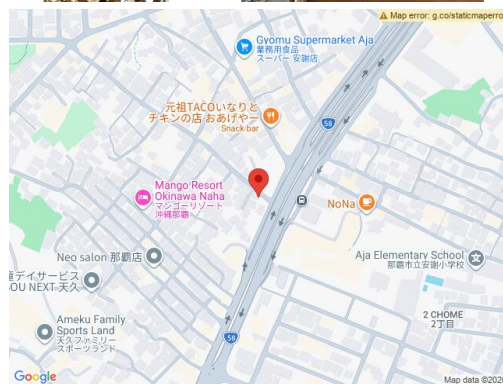 Map error: g.co/staticmaperro
Gyomu Supermarket Aja
業務用食品
スーパー 安謝店
元祖TACOいなりと
チキンの店 おあげやー
Snack bar
58
Mango Resort
Okinawa Naha
マンゴーリゾート
沖縄那覇
NoNa
Neo salon 那覇店
Aja Elementary School
那覇市立安謝小学校
デイサービス
OU NEXT 天久
2 CHOME
2丁目
Ameku Family
Sports Land
天久ファミリー
スポーツランド
58
Google
Map data ©202